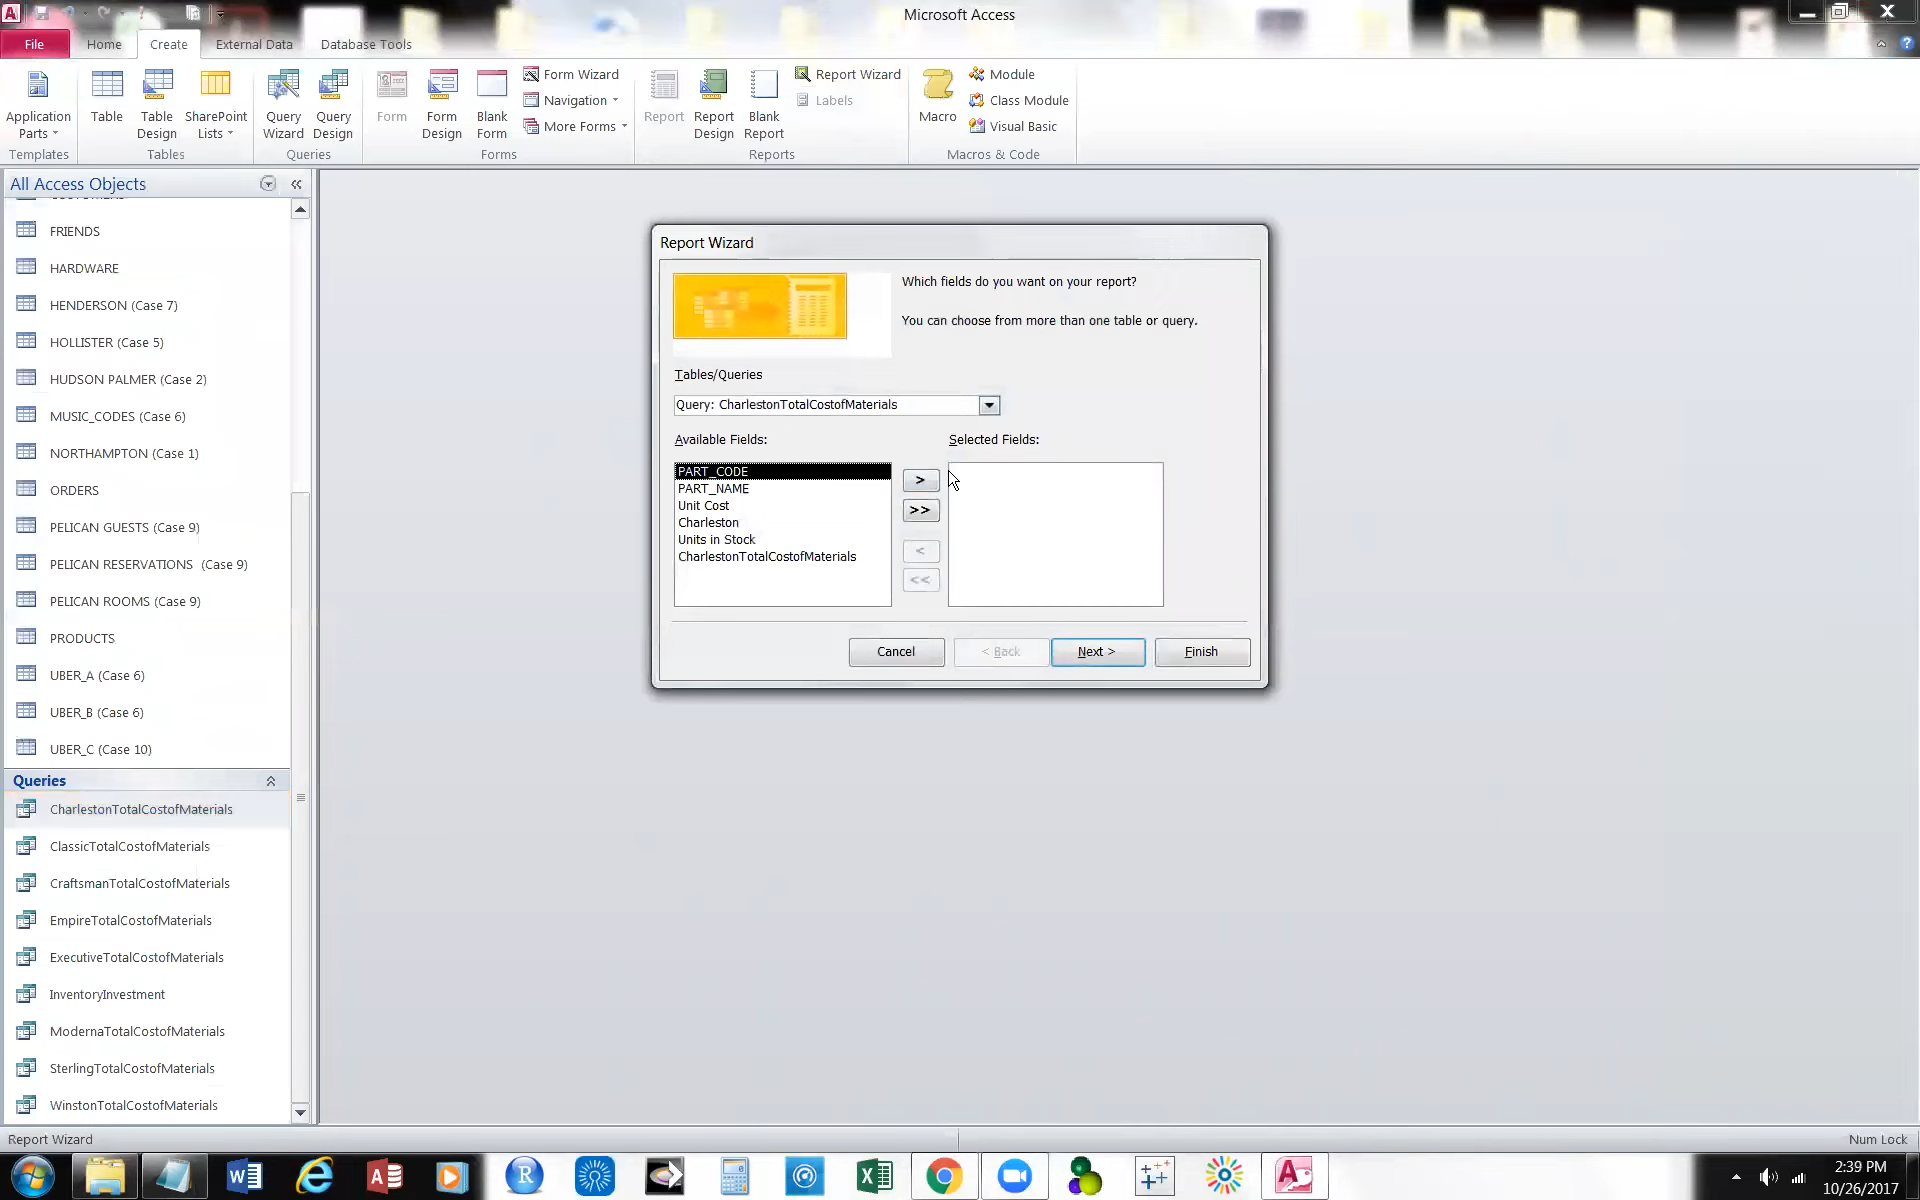 Microsoft Access
File Home Create External Data Database Tools
Application Parts
Table
Table Design
SharePoint Lists
Query Wizard
Query Design
Form
Form Design
Blank Form
Form Wizard
Navigation
More Forms
Report
Report Design
Blank Report
Report Wizard
Labels
Macro
Module
Class Module
Visual Basic
Templates Tables Queries Forms Reports Macros & Code
All Access Objects
FRIENDS
HARDWARE
HENDERSON (Case 7)
HOLLISTER (Case 5)
HUDSON PALMER (Case 2)
MUSIC_CODES (Case 6)
NORTHAMPTON (Case 1)
ORDERS
PELICAN GUESTS (Case 9)
PELICAN RESERVATIONS (Case 9)
PELICAN ROOMS (Case 9)
PRODUCTS
UBER_A (Case 6)
UBER_B (Case 6)
UBER_C (Case 10)
Queries
CharlestonTotalCostofMaterials
ClassicTotalCostofMaterials
CraftsmanTotalCostofMaterials
EmpireTotalCostofMaterials
ExecutiveTotalCostofMaterials
InventoryInvestment
ModernaTotalCostofMaterials
SterlingTotalCostofMaterials
WinstonTotalCostofMaterials
Report Wizard
Which fields do you want on your report?
You can choose from more than one table or query.
Tables/Queries
Query: CharlestonTotalCostofMaterials
Available Fields: Selected Fields:
PART_CODE
PART_NAME
Unit Cost
Charleston
Units in Stock
CharlestonTotalCostofMaterials
>
>>
<
<<
Cancel < Back Next > Finish
Report Wizard
Num Lock
2:39 PM
10/26/2017